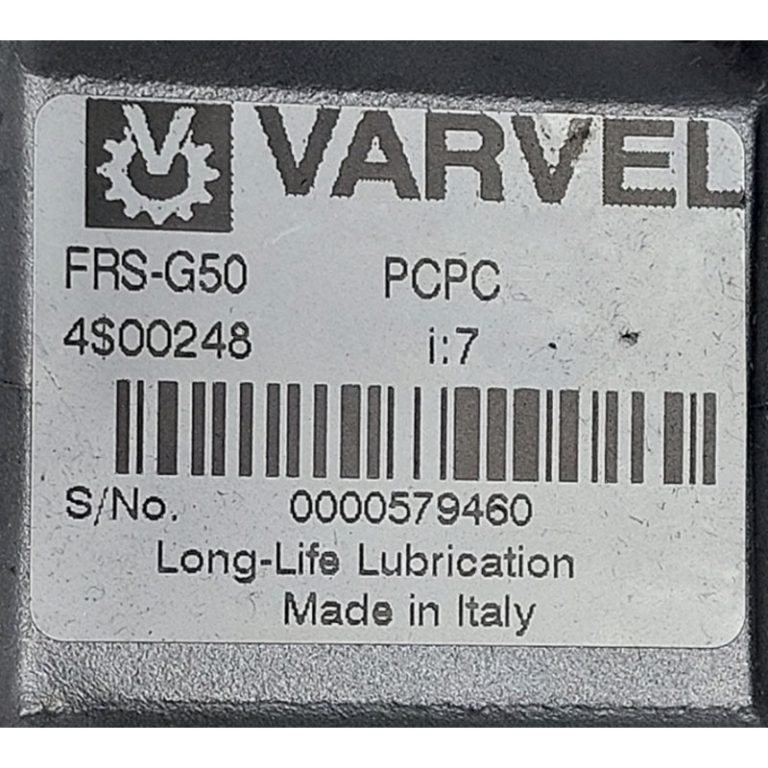 VARVEL
FRS-G50 PCPC
4$00248 i:7
S/No. 0000579460
Long-Life Lubrication
Made in Italy